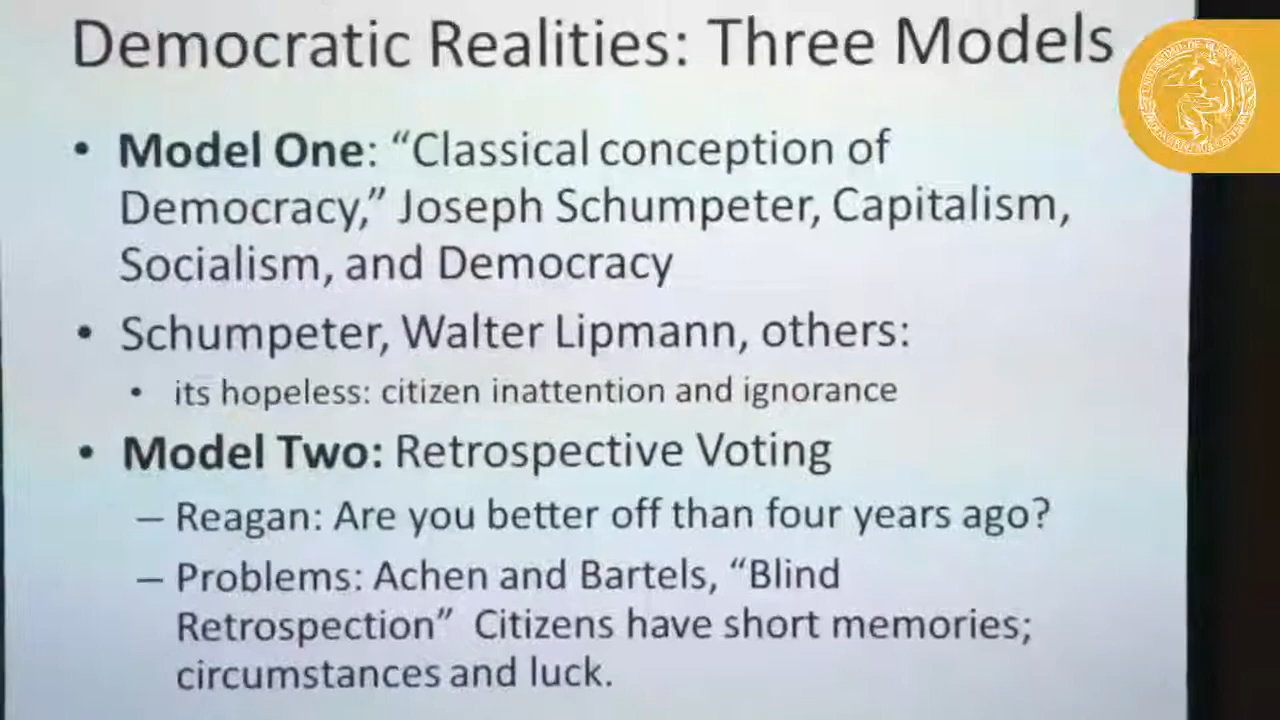 Democratic Realities: Three Models
• Model One: “Classical conception of
Democracy,” Joseph Schumpeter, Capitalism,
Socialism, and Democracy
• Schumpeter, Walter Lipmann, others:
• its hopeless: citizen inattention and ignorance
• Model Two: Retrospective Voting
– Reagan: Are you better off than four years ago?
– Problems: Achen and Bartels, “Blind
Retrospection” Citizens have short memories;
circumstances and luck.